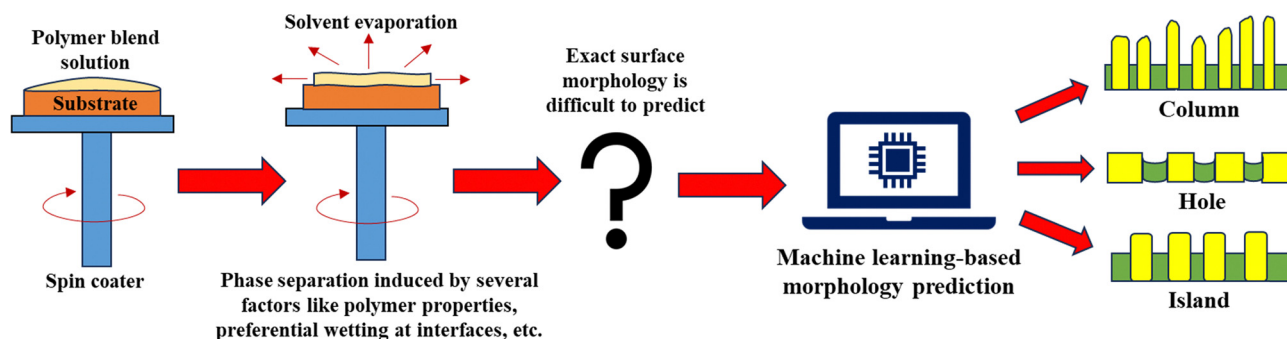 Polymer blend
solution
Substrate
Spin coater
Solvent evaporation
Phase separation induced by several
factors like polymer properties,
preferential wetting at interfaces, etc.
Exact surface
morphology is
difficult to predict
?
Machine learning-based
morphology prediction
Column
Hole
Island